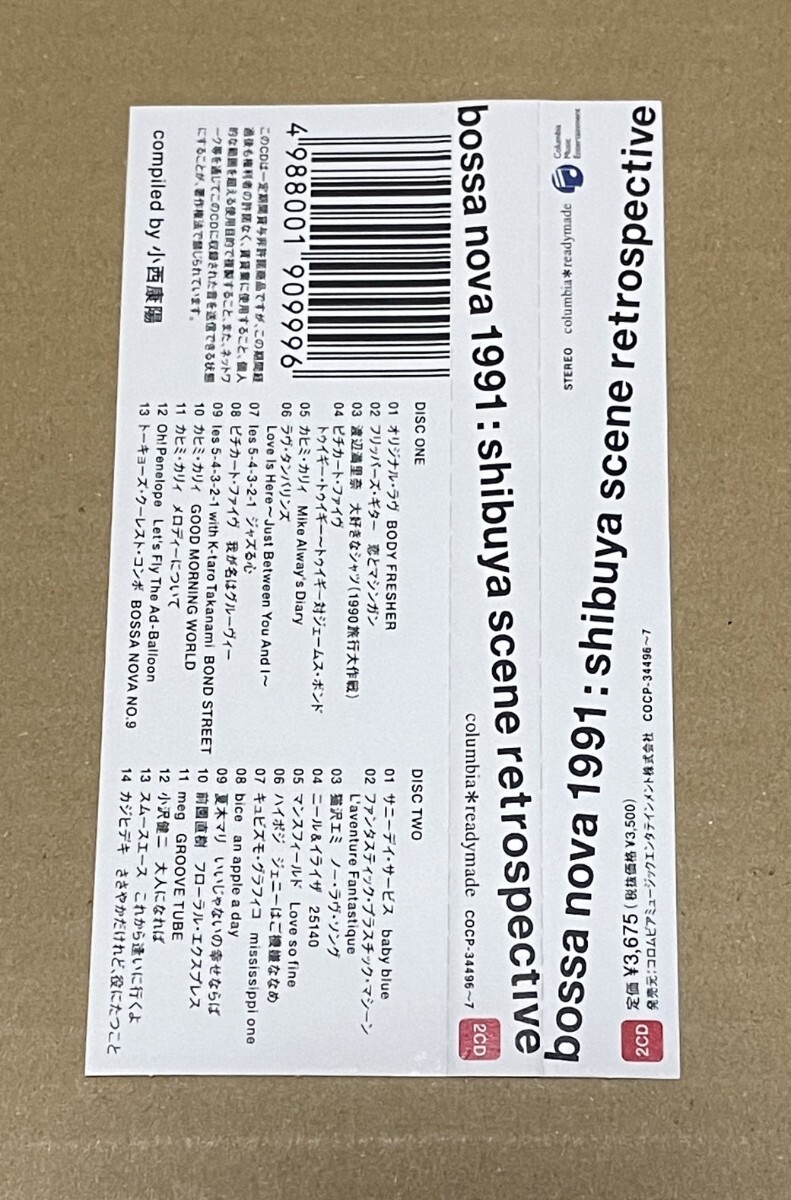 bossa nova 1991: shibuya scene retrospective
STEREO columbia*readymade
Columbia
Music
Entertainment
定価¥3,675(税抜価格¥3,500)
発売元:コロムビアミュージックエンタテインメント株式会社 COCP-34496~7
2CD
bossa nova 1991: shibuya scene retrospective
columbia*readymade COCP-34496~7
2CD
4 988001 909996
このCDは一定期間貸与非許諾商品ですが、この期間経
過後も権利者の許諾なく、賃貸業に使用すること、個人
的な範囲を超える使用目的で複製すること、また、ネットワ
ーク等を通じてこのCDに収録された音を送信できる状態
にすることが、著作権法で禁じられています。
compiled by 小西康陽
DISC ONE
01 オリジナル・ラヴ BODY FRESHER
02 フリッパーズ・ギター 恋とマシンガン
03 渡辺満里奈 大好きなシャツ(1990旅行大作戦)
04 ピチカート・ファイヴ
トゥイギー・トゥイギー〜トゥイギー対ジェームス・ボンド
05 カヒミ・カリィ Mike Alway's Diary
06 ラヴ・タンバリンズ
Love Is Here〜Just Between You And I〜
07 les 5-4-3-2-1 ジャズる心
08 ピチカート・ファイヴ 我が名はグルーヴィー
09 les 5-4-3-2-1 with K-taro Takanami BOND STREET
10 カヒミ・カリィ GOOD MORNING WORLD
11 カヒミ・カリィ メロディーについて
12 Oh!Penelope Let's Fly The Ad-Balloon
13 トーキョーズ・クーレスト・コンボ BOSSA NOVA NO.9
DISC TWO
01 サニーデイ・サービス baby blue
02 ファンタスティック・プラスチック・マシーン
L'aventure Fantastique
03 猫沢エミ ノー・ラヴ・ソング
04 ニール&イライザ 25140
05 マンスフィールド Love so fine
06 ハイポジ ジェニーはご機嫌ななめ
07 キュビズモ・グラフィコ mississippi one
08 bice an apple a day
09 夏木マリ いいじゃないの幸せならば
10 前園直樹 フローラル・エクスプレス
11 meg GROOVE TUBE
12 小沢健二 大人になれば
13 スムースエース これから逢いに行くよ
14 カジヒデキ ささやかだけれど、役にたつこと